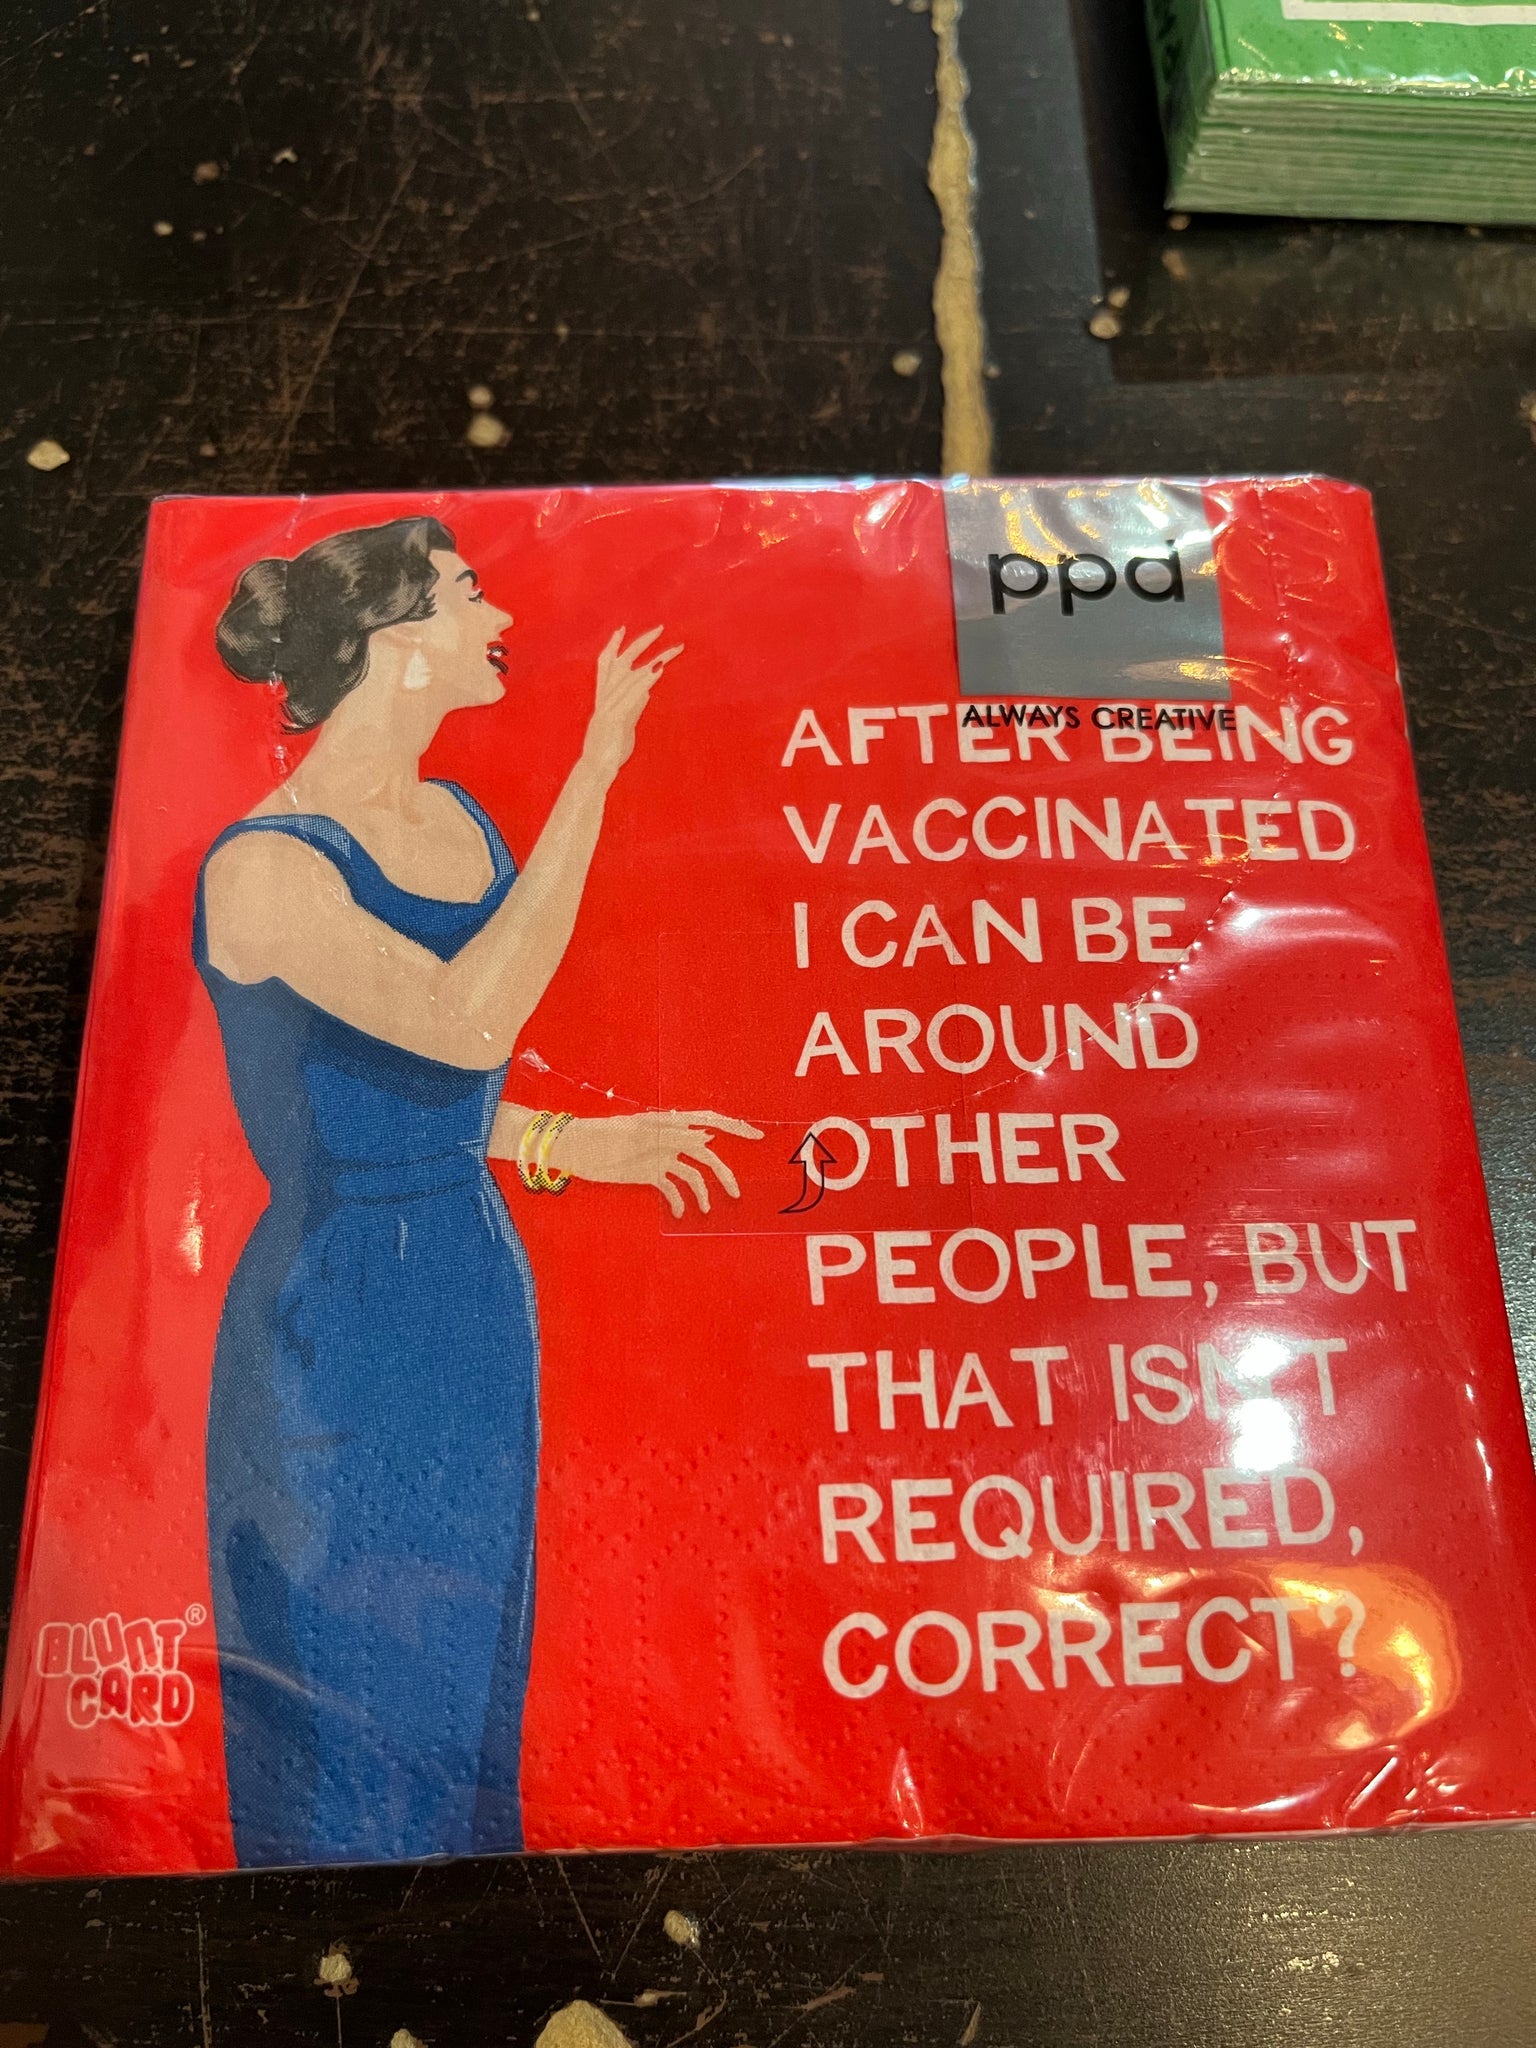 ppd
ALWAYS CREATIVE
AFTER BEING
VACCINATED
I CAN BE
AROUND
OTHER
PEOPLE, BUT
THAT ISN'T
REQUIRED,
CORRECT?
BLUNT®
CARD